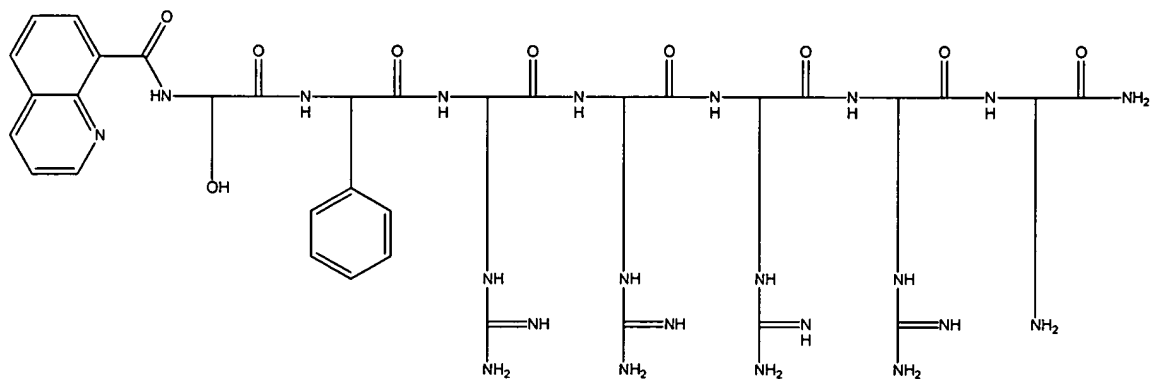 O O O O O O O O
HN N H N H N H N H N H N H NH₂
N
OH
NH NH NH NH
NH NH N H NH NH₂
NH₂ NH₂ NH₂ NH₂